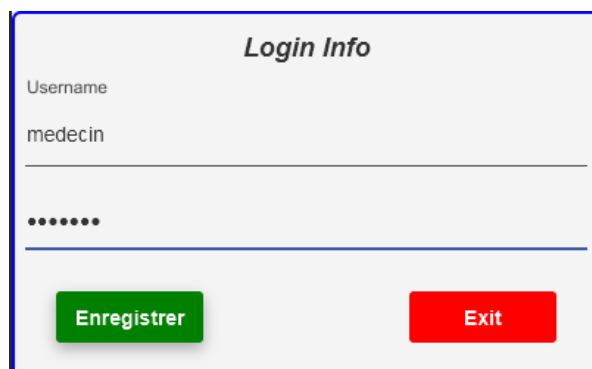 Login Info
Username
medecin
•••••••
Enregistrer
Exit